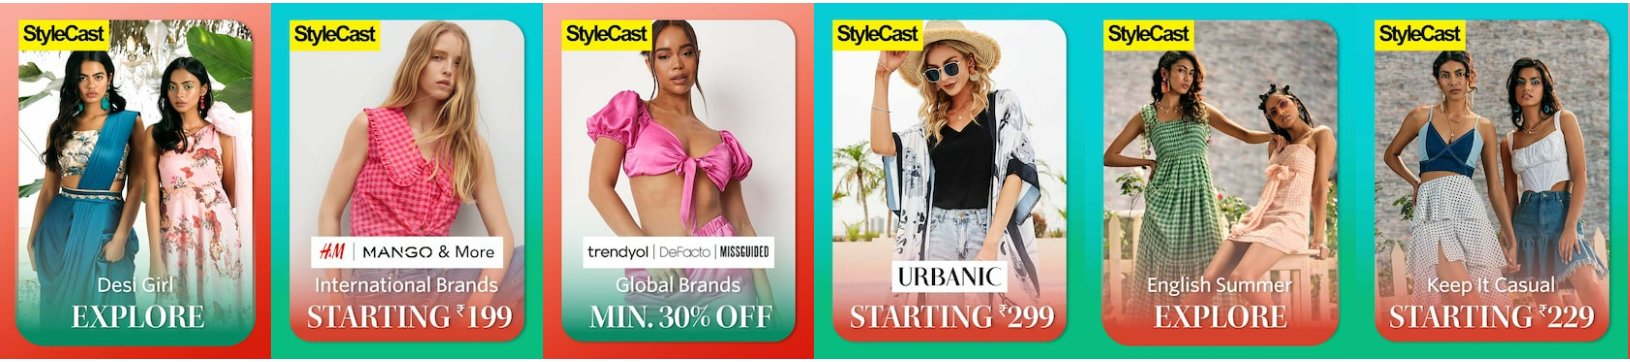 StyleCast
Desi Girl
EXPLORE
StyleCast
H&M | MANGO & More
International Brands
STARTING ₹199
StyleCast
trendyol | DeFacto | MISSGUIDED
Global Brands
MIN. 30% OFF
StyleCast
URBANIC
STARTING ₹299
StyleCast
English Summer
EXPLORE
StyleCast
Keep It Casual
STARTING ₹229